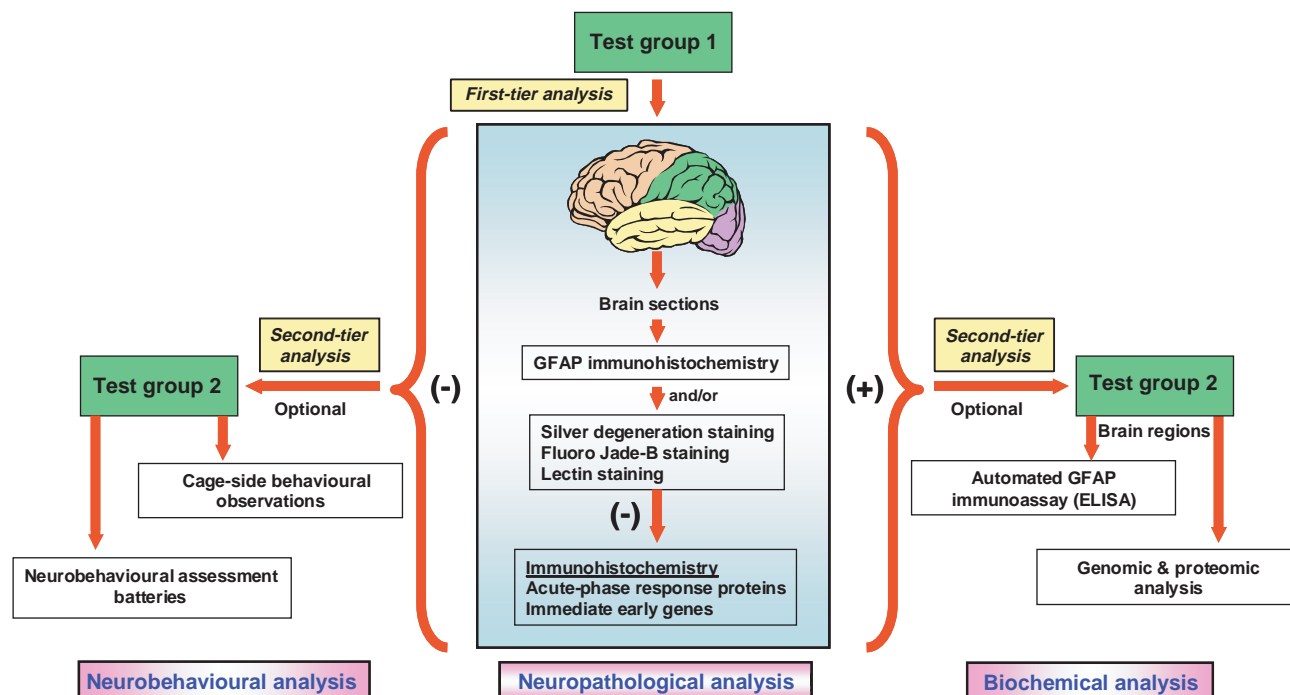 Test group 1
First-tier analysis
Brain sections
GFAP immunohistochemistry
and/or
Silver degeneration staining
Fluoro Jade-B staining
Lectin staining
(-)
Immunohistochemistry
Acute-phase response proteins
Immediate early genes
Neuropathological analysis
(-)
Second-tier
analysis
Optional
Test group 2
Cage-side behavioural
observations
Neurobehavioural assessment
batteries
Neurobehavioural analysis
(+)
Second-tier
analysis
Optional
Test group 2
Brain regions
Automated GFAP
immunoassay (ELISA)
Genomic & proteomic
analysis
Biochemical analysis